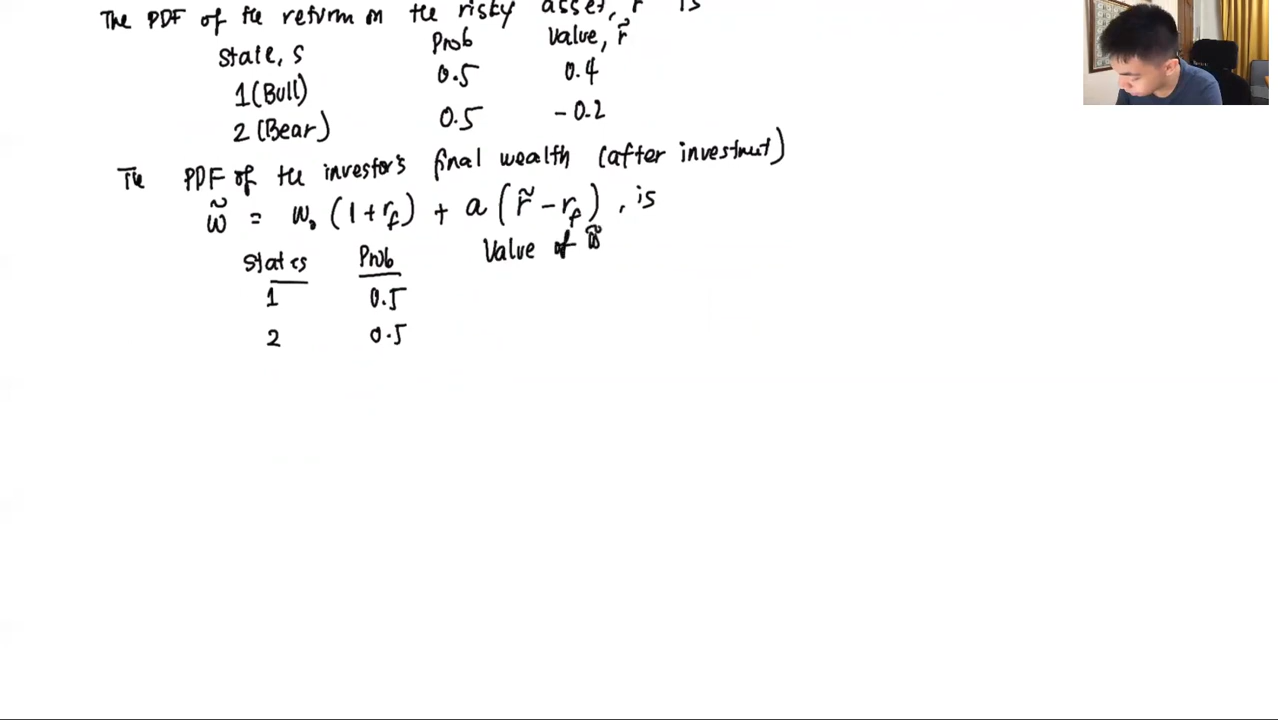 The PDF of the return on the risky asset, r̃ is
State, s Prob Value, r̃
1 (Bull) 0.5 0.4
2 (Bear) 0.5 -0.2
The PDF of the investor's final wealth (after investmut)
w̃ = w₀ (1+r_f) + a (r̃ - r_f), is
States Prob Value of w̃
1 0.5
2 0.5